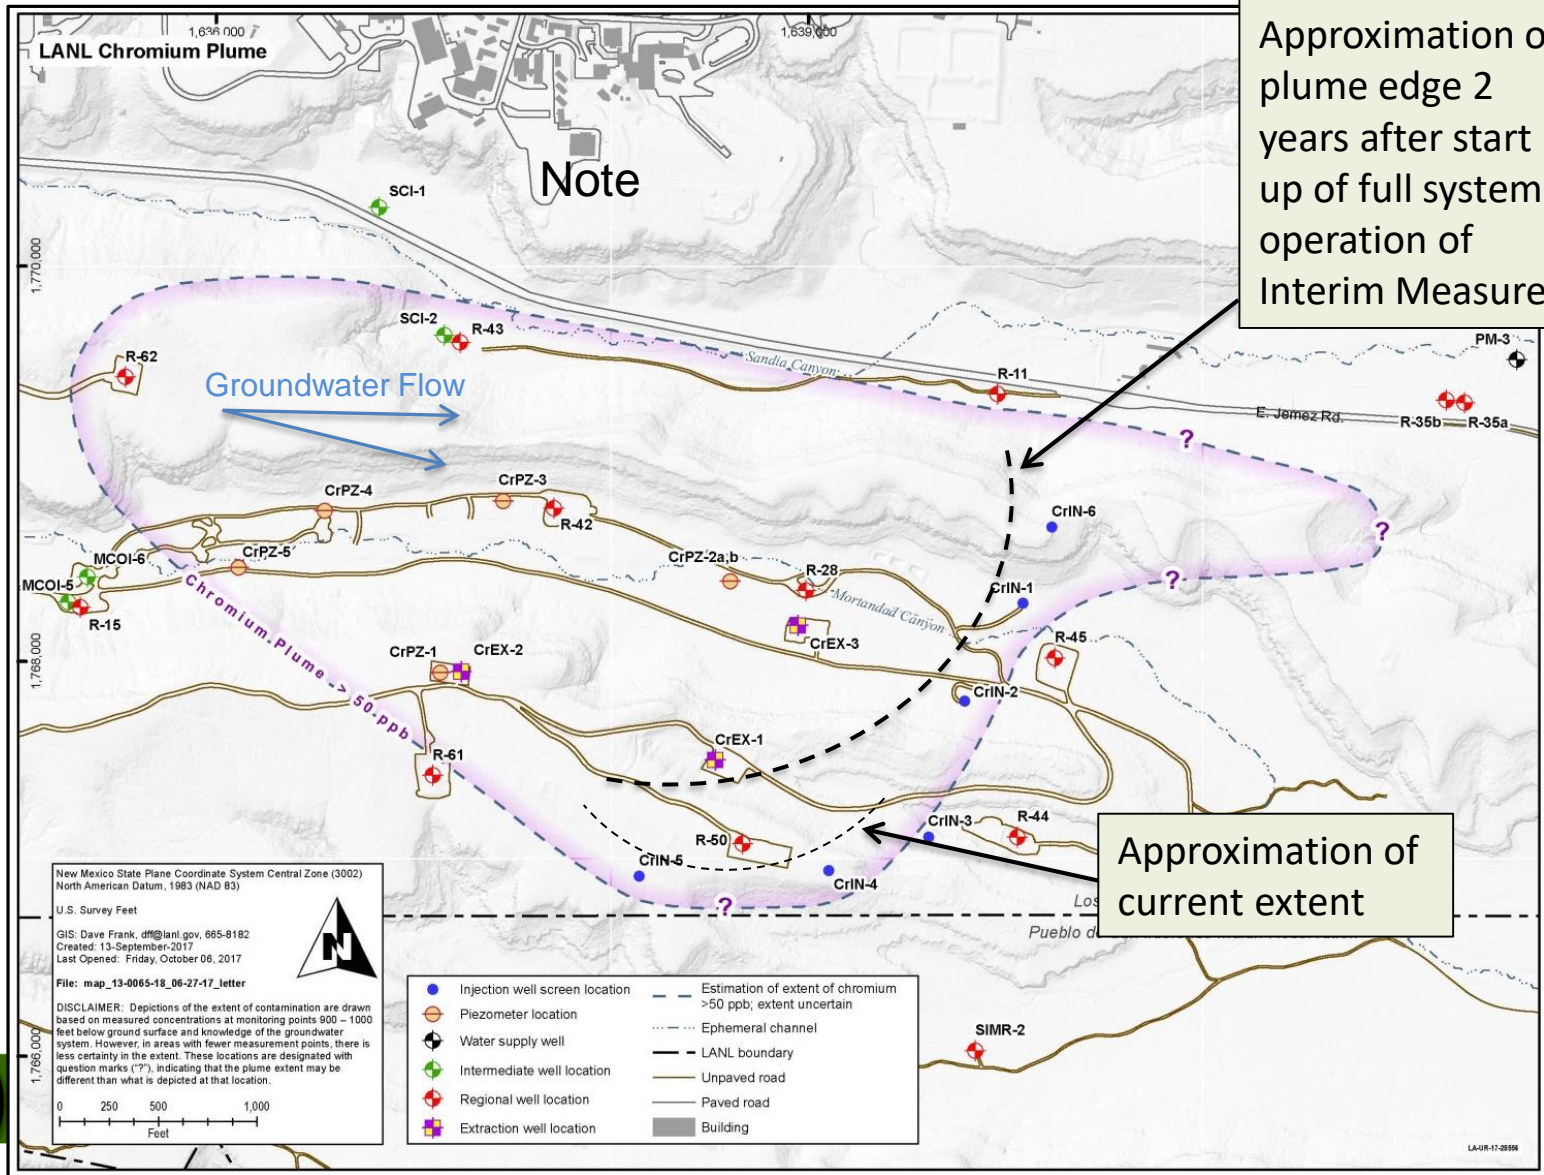 1,636,000
1,639,000
LANL Chromium Plume
Approximation o
plume edge 2
years after start
up of full system
operation of
Interim Measure
Note
SCI-1
1,770,000
SCI-2
R-43
R-62
Sandia Canyon
PM-3
R-11
Groundwater Flow
E. Jemez Rd.
R-35b
R-35a
?
CrPZ-4
CrPZ-3
R-42
CrIN-6
?
MCOI-6
CrPZ-5
CrPZ-2a,b
R-28
?
MCOI-5
R-15
CrIN-1
Mortandad Canyon
Chromium Plume > 50 ppb
CrEX-3
R-45
1,768,000
CrPZ-1
CrEX-2
CrIN-2
CrEX-1
R-61
CrIN-3
R-44
R-50
CrIN-5
CrIN-4
Approximation of
current extent
?
Los
Pueblo d
New Mexico State Plane Coordinate System Central Zone (3002)
North American Datum, 1983 (NAD 83)
U.S. Survey Feet
GIS: Dave Frank, dff@lanl.gov, 665-8182
Created: 13-September-2017
Last Opened: Friday, October 06, 2017
N
File: map_13-0065-18_06-27-17_letter
DISCLAIMER: Depictions of the extent of contamination are drawn
based on measured concentrations at monitoring points 900 – 1000
feet below ground surface and knowledge of the groundwater
system. However, in areas with fewer measurement points, there is
less certainty in the extent. These locations are designated with
question marks ("?"), indicating that the plume extent may be
different than what is depicted at that location.
0 250 500 1,000
Feet
1,766,000
Injection well screen location
Piezometer location
Water supply well
Intermediate well location
Regional well location
Extraction well location
Estimation of extent of chromium
>50 ppb; extent uncertain
Ephemeral channel
LANL boundary
Unpaved road
Paved road
Building
SIMR-2
LA-UR-17-28556